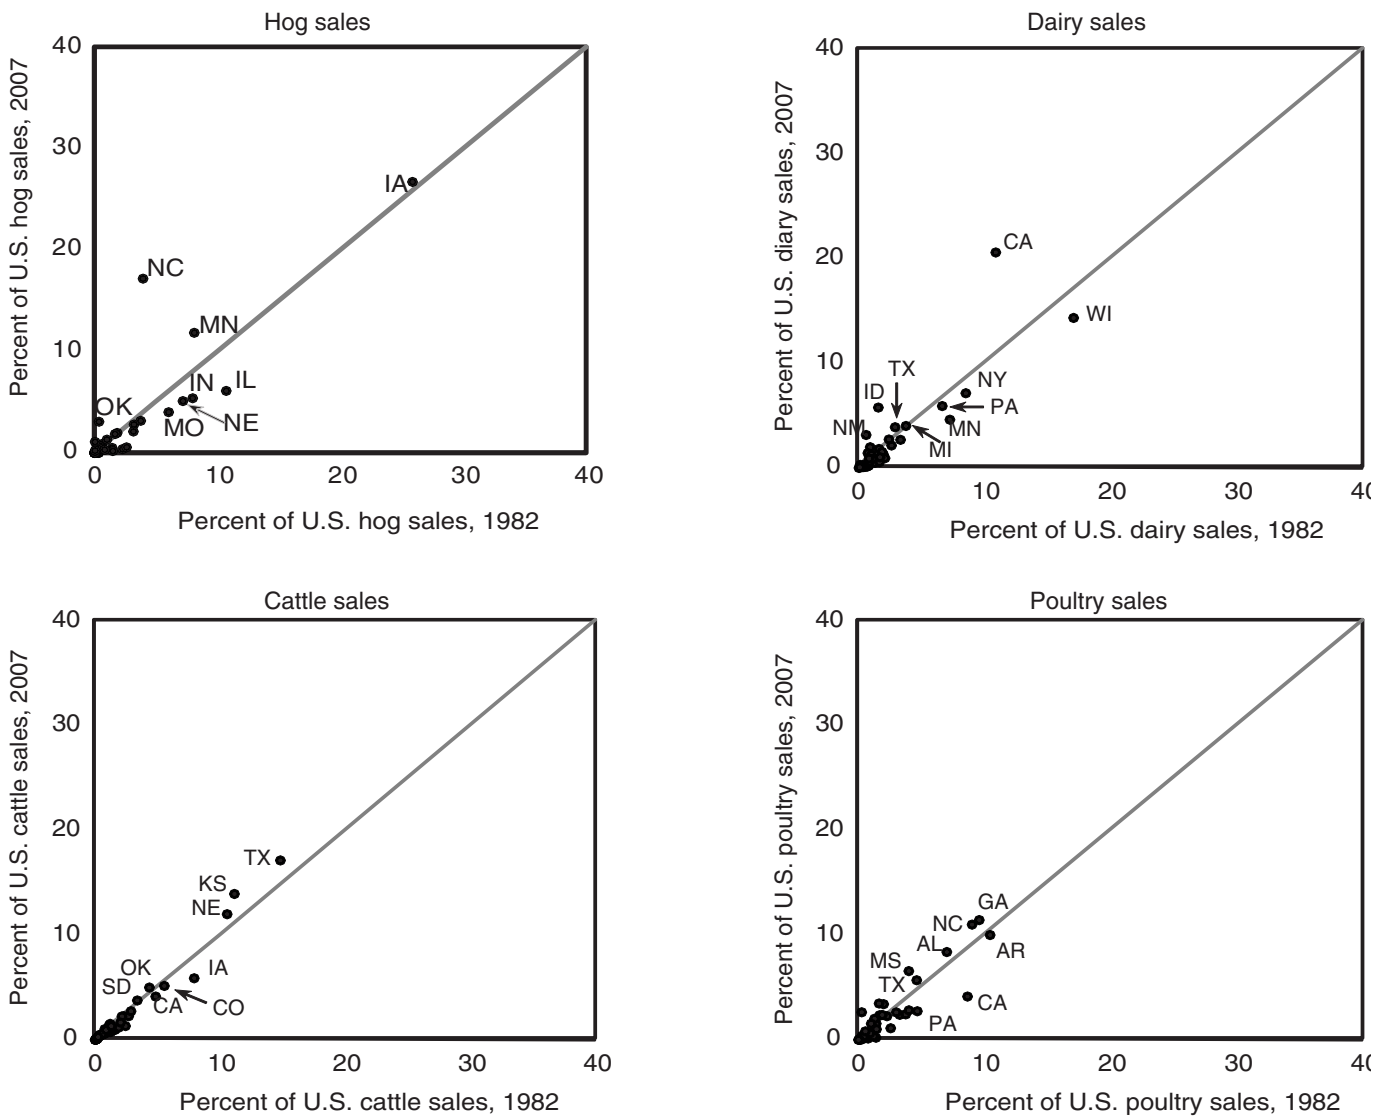 Hog sales
40
30
20
10
0
0 10 20 30 40
Percent of U.S. hog sales, 2007
Percent of U.S. hog sales, 1982
IA
NC
MN
IN
IL
OK
MO
NE
Dairy sales
40
30
20
10
0
0 10 20 30 40
Percent of U.S. diary sales, 2007
Percent of U.S. dairy sales, 1982
CA
WI
TX
NY
ID
PA
NM
MN
MI
Cattle sales
40
30
20
10
0
0 10 20 30 40
Percent of U.S. cattle sales, 2007
Percent of U.S. cattle sales, 1982
TX
KS
NE
OK
IA
SD
CA
CO
Poultry sales
40
30
20
10
0
0 10 20 30 40
Percent of U.S. poultry sales, 2007
Percent of U.S. poultry sales, 1982
GA
NC
AL
AR
MS
TX
CA
PA